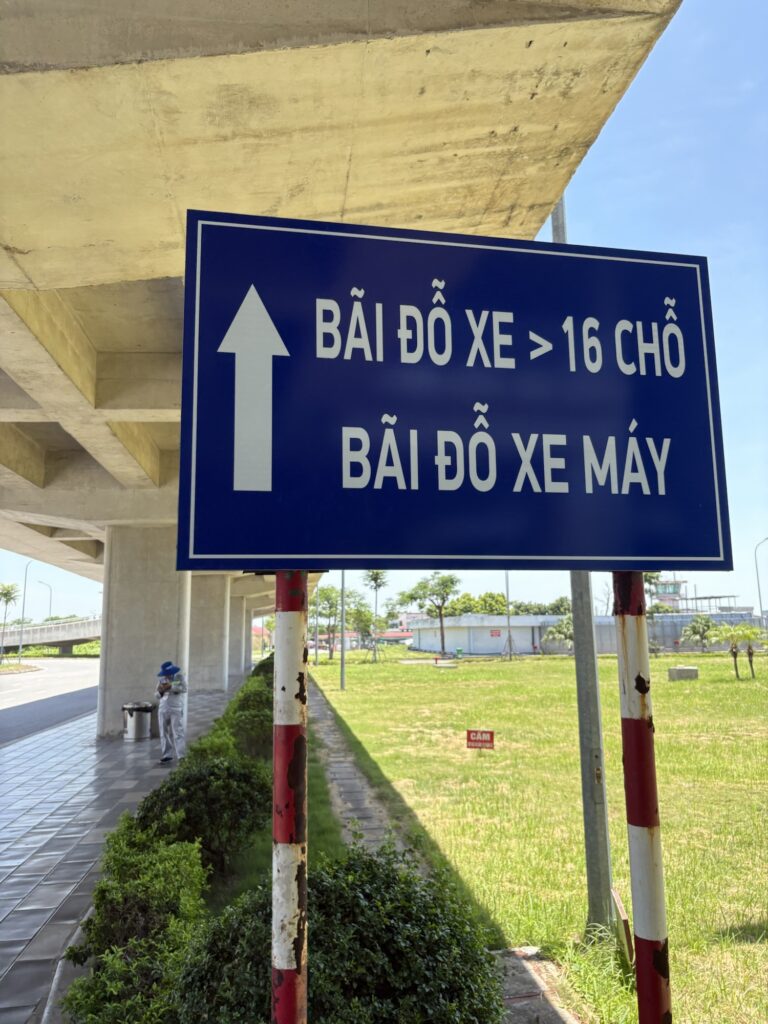 BÃI ĐỖ XE > 16 CHỖ
BÃI ĐỖ XE MÁY
CẤM